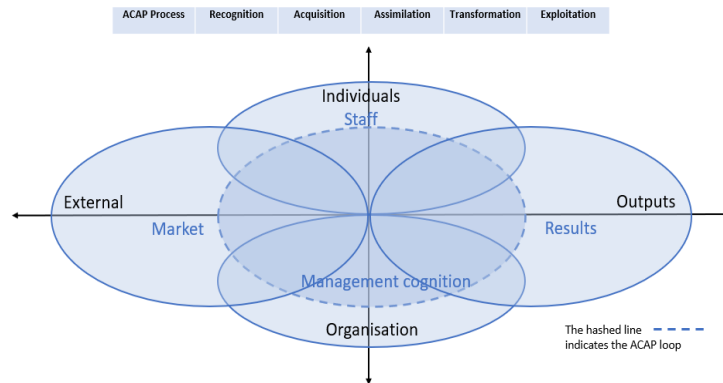 ACAP Process Recognition Acquisition Assimilation Transformation Exploitation
Individuals
Staff
External
Outputs
Market
Results
Management cognition
Organisation
The hashed line
indicates the ACAP loop